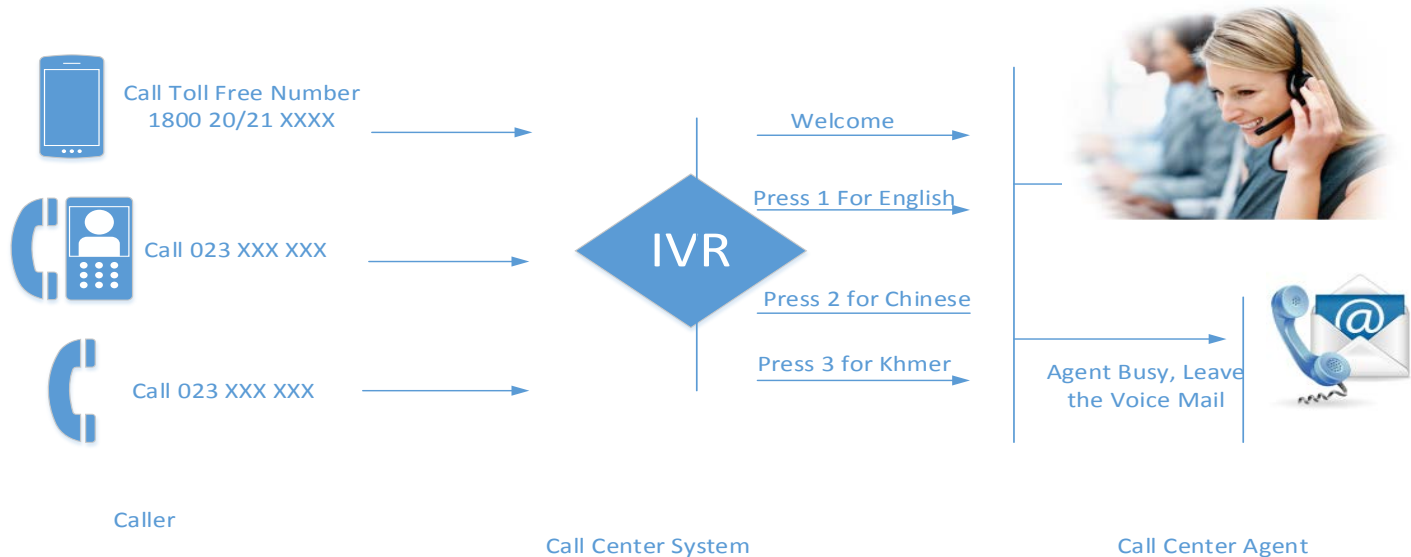 Call Toll Free Number
1800 20/21 XXXX
Call 023 XXX XXX
Call 023 XXX XXX
IVR
Welcome
Press 1 For English
Press 2 for Chinese
Press 3 for Khmer
Agent Busy, Leave
the Voice Mail
@
Caller
Call Center System
Call Center Agent